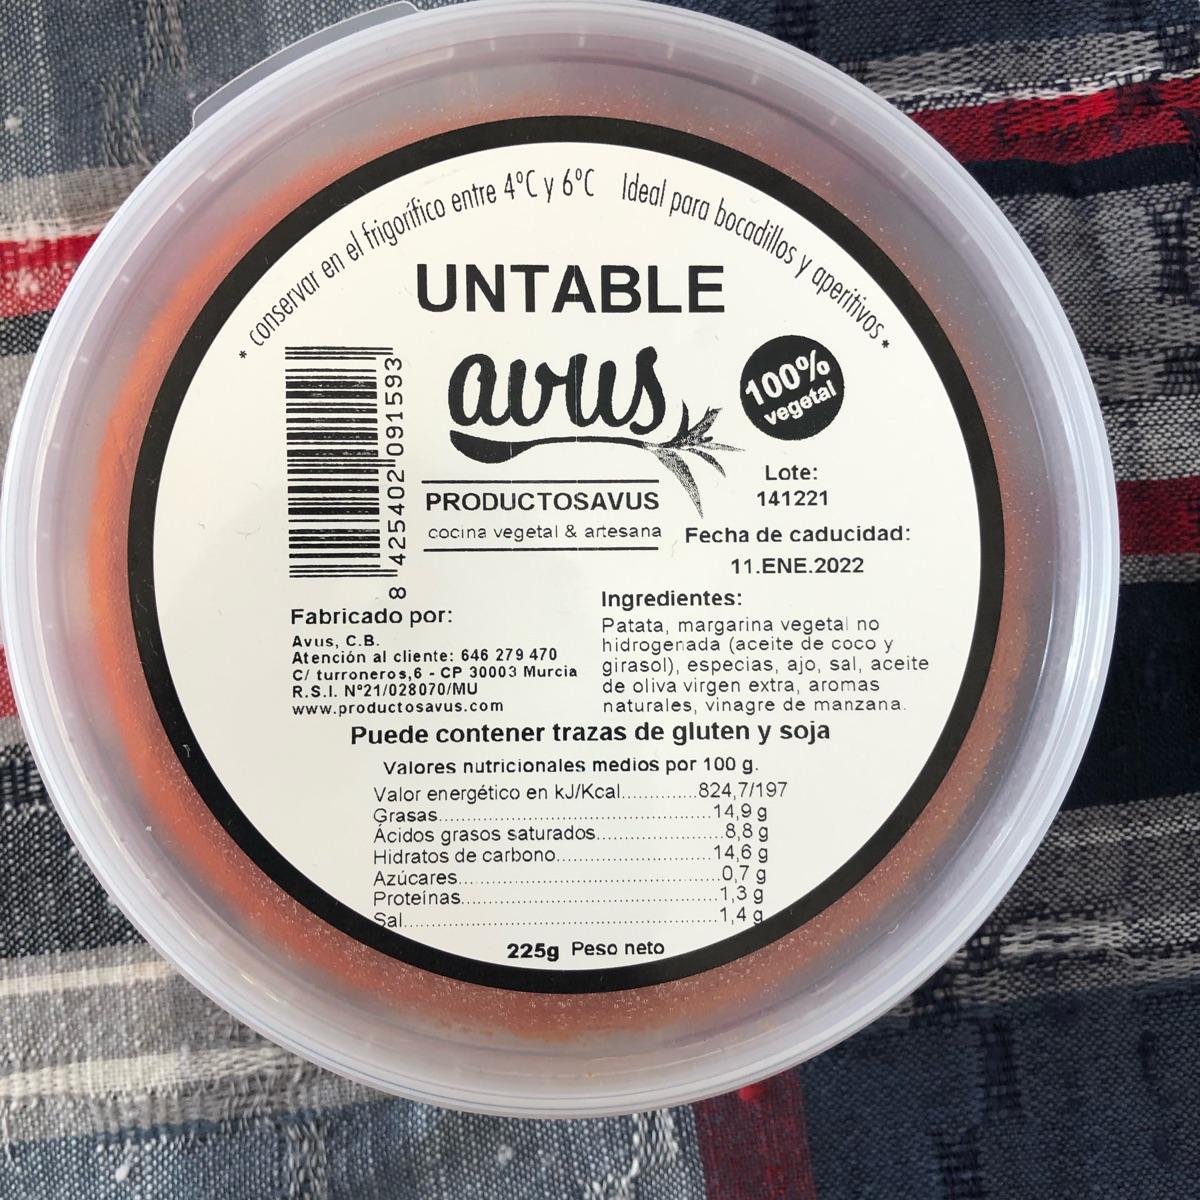 * conservar en el frigorífico entre 4ºC y 6ºC Ideal para bocadillos y aperitivos *
UNTABLE
avus
100%
vegetal
8 425402 091593
PRODUCTOSAVUS
cocina vegetal & artesana
Lote:
141221
Fecha de caducidad:
11.ENE.2022
Fabricado por:
Avus, C.B.
Atención al cliente: 646 279 470
C/ turroneros,6 - CP 30003 Murcia
R.S.I. Nº21/028070/MU
www.productosavus.com
Ingredientes:
Patata, margarina vegetal no
hidrogenada (aceite de coco y
girasol), especias, ajo, sal, aceite
de oliva virgen extra, aromas
naturales, vinagre de manzana.
Puede contener trazas de gluten y soja
Valores nutricionales medios por 100 g.
Valor energético en kJ/Kcal..............824,7/197
Grasas....................................................14,9 g
Ácidos grasos saturados........................8,8 g
Hidratos de carbono..............................14,6 g
Azúcares.................................................0,7 g
Proteínas.................................................1,3 g
Sal...........................................................1,4 g
225g Peso neto